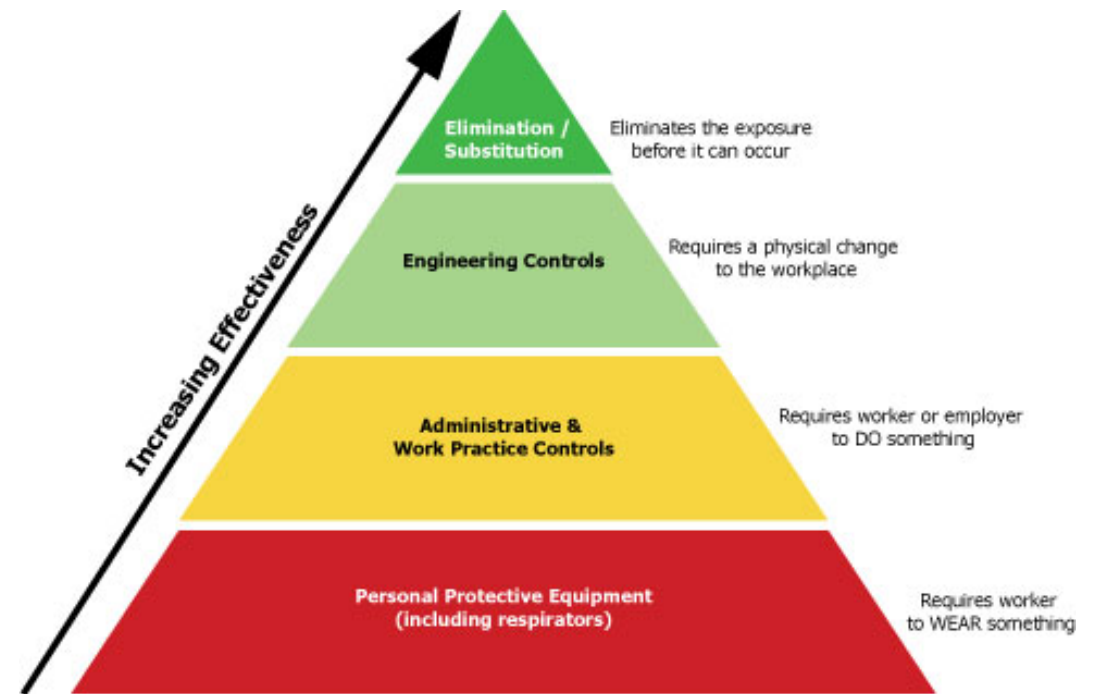 Increasing Effectiveness
Elimination /
Substitution
Eliminates the exposure
before it can occur
Engineering Controls
Requires a physical change
to the workplace
Administrative &
Work Practice Controls
Requires worker or employer
to DO something
Personal Protective Equipment
(including respirators)
Requires worker
to WEAR something